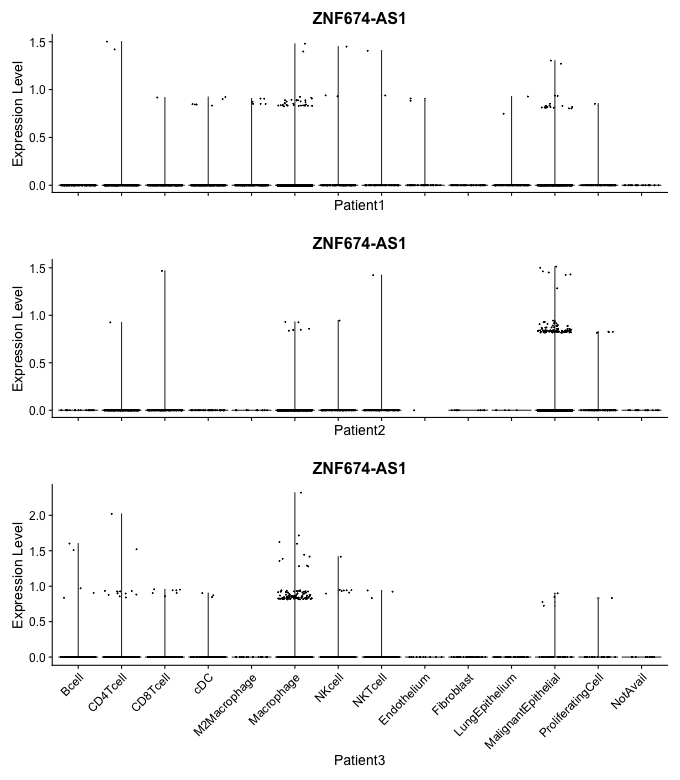 ZNF674-AS1
Expression Level
1.5
1.0
0.5
0.0
Patient1
ZNF674-AS1
Expression Level
1.5
1.0
0.5
0.0
Patient2
ZNF674-AS1
Expression Level
2.0
1.5
1.0
0.5
0.0
Bcell
CD4Tcell
CD8Tcell
cDC
M2Macrophage
Macrophage
NKcell
NKTcell
Endothelium
Fibroblast
LungEpithelium
MalignantEpithelial
ProliferatingCell
NotAvail
Patient3